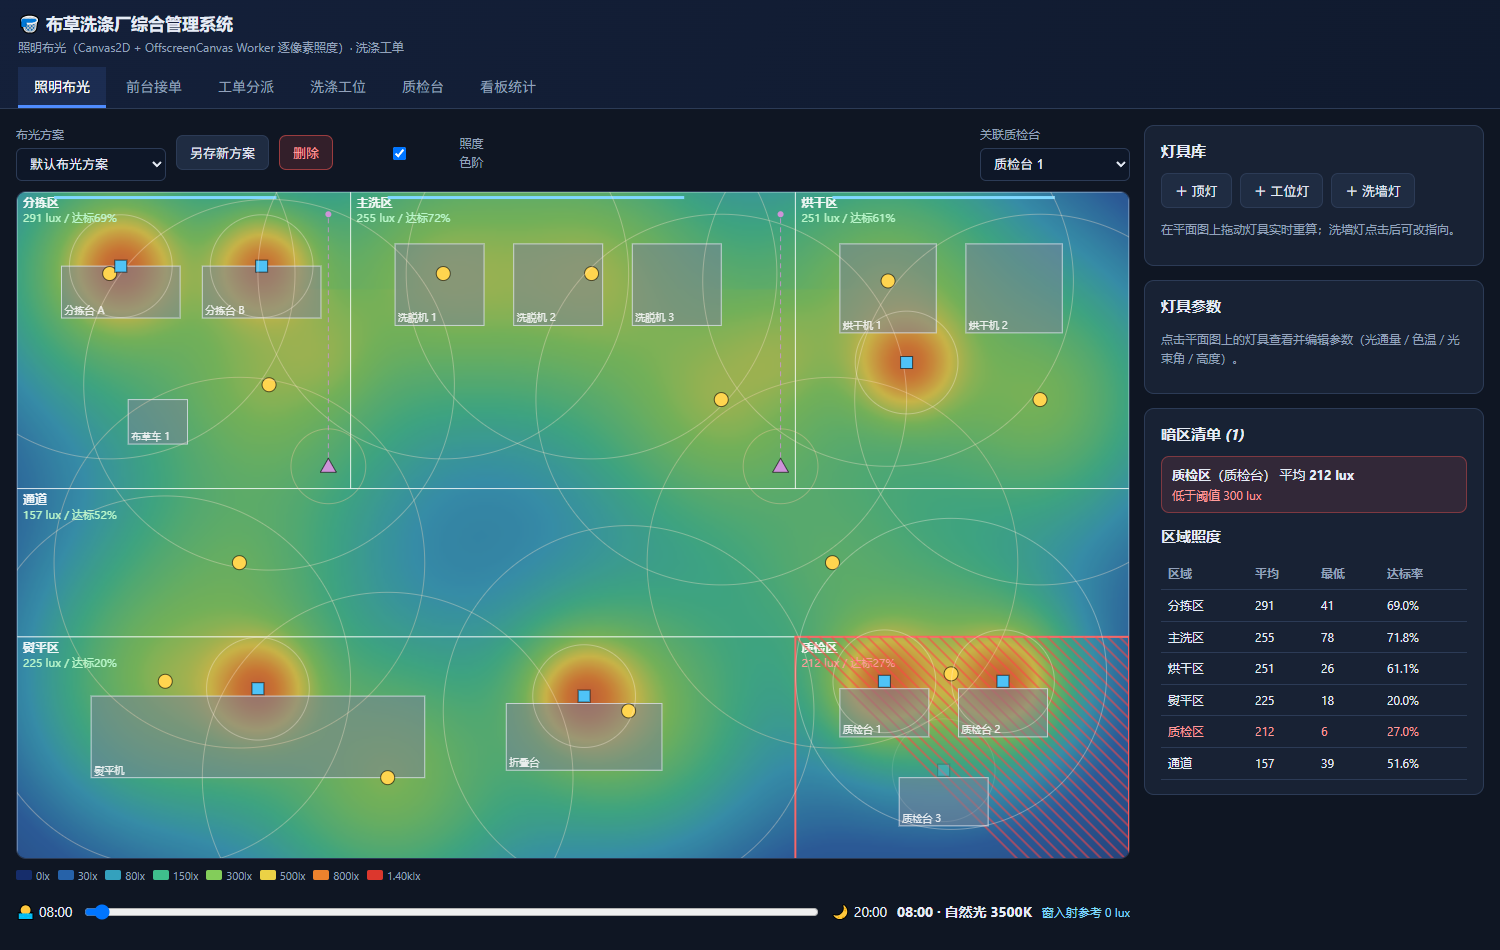 布草洗涤厂综合管理系统
照明布光（Canvas2D + OffscreenCanvas Worker 逐像素照度）· 洗涤工单
照明布光 前台接单 工单分派 洗涤工位 质检台 看板统计
布光方案
默认布光方案
另存新方案
删除
照度
色阶
关联质检台
质检台 1
分拣区
291 lux / 达标69%
主洗区
255 lux / 达标72%
烘干区
251 lux / 达标61%
分拣台 A
分拣台 B
洗脱机 1
洗脱机 2
洗脱机 3
烘干机 1
烘干机 2
布草车 1
通道
157 lux / 达标52%
熨平区
225 lux / 达标20%
质检区
212 lux / 达标27%
熨平机
折叠台
质检台 1
质检台 2
质检台 3
0lx 30lx 80lx 150lx 300lx 500lx 800lx 1.40klx
08:00
20:00 08:00 · 自然光 3500K 窗入射参考 0 lux
灯具库
＋ 顶灯 ＋ 工位灯 ＋ 洗墙灯
在平面图上拖动灯具实时重算；洗墙灯点击后可改指向。
灯具参数
点击平面图上的灯具查看并编辑参数（光通量 / 色温 / 光
束角 / 高度）。
暗区清单 (1)
质检区（质检台） 平均 212 lux
低于阈值 300 lux
区域照度
区域 平均 最低 达标率
分拣区 291 41 69.0%
主洗区 255 78 71.8%
烘干区 251 26 61.1%
熨平区 225 18 20.0%
质检区 212 6 27.0%
通道 157 39 51.6%